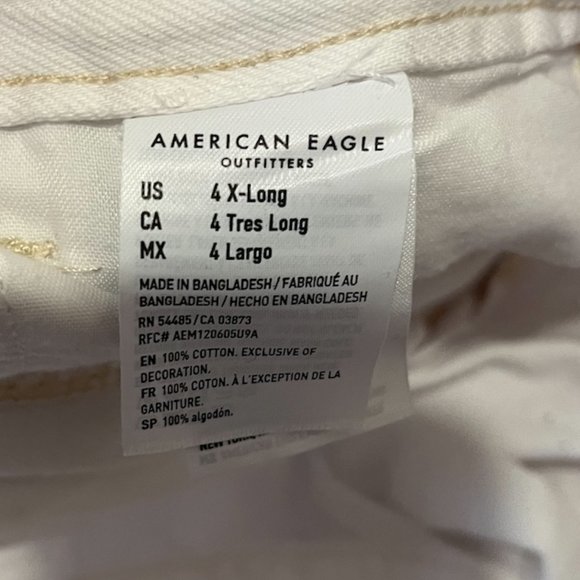 AMERICAN EAGLE
OUTFITTERS
US 4 X-Long
CA 4 Tres Long
MX 4 Largo
MADE IN BANGLADESH / FABRIQUÉ AU
BANGLADESH / HECHO EN BANGLADESH
RN 54485 / CA 03873
RFC# AEM120605U9A
EN 100% COTTON. EXCLUSIVE OF
DECORATION.
FR 100% COTON. À L'EXCEPTION DE LA
GARNITURE.
SP 100% algodón.
NEW YORK,